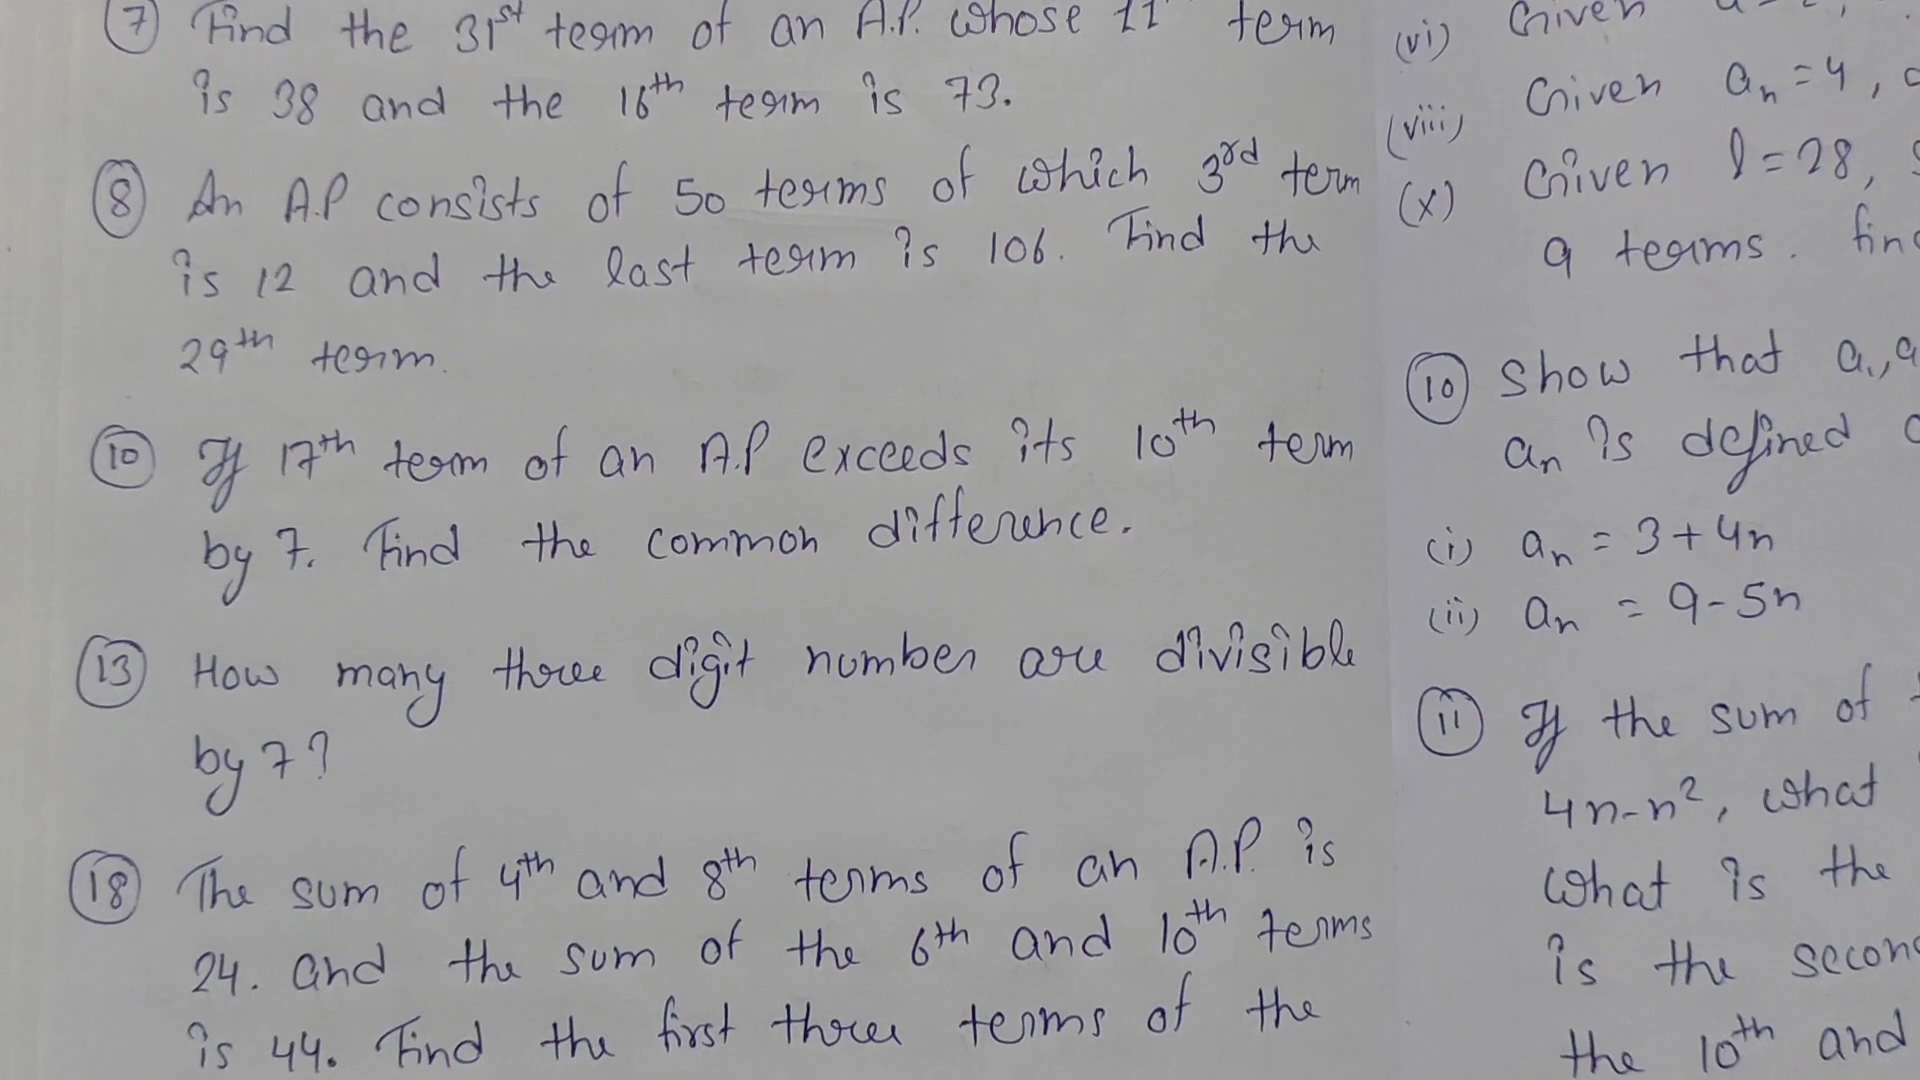 (7) Find the 31st term of an A.P. whose 11 term
is 38 and the 16th term is 73.
(8) An A.P consists of 50 terms of which 3rd term
is 12 and the last term is 106. Find the
29th term.
(10) If 17th term of an A.P exceeds its 10th term
by 7. Find the common difference.
(13) How many three digit number are divisible
by 7?
(18) The sum of 4th and 8th terms of an A.P. is
24. and the sum of the 6th and 10th terms
is 44. Find the first three terms of the
(vi) Given
(viii) Given an = 4,
(x) Given l = 28,
9 terms.
(10) Show that a1,
an is defined
(i) an = 3 + 4n
(ii) an = 9 - 5n
(11) If the sum of
4n-n², what
what is the
is the
the 10th and